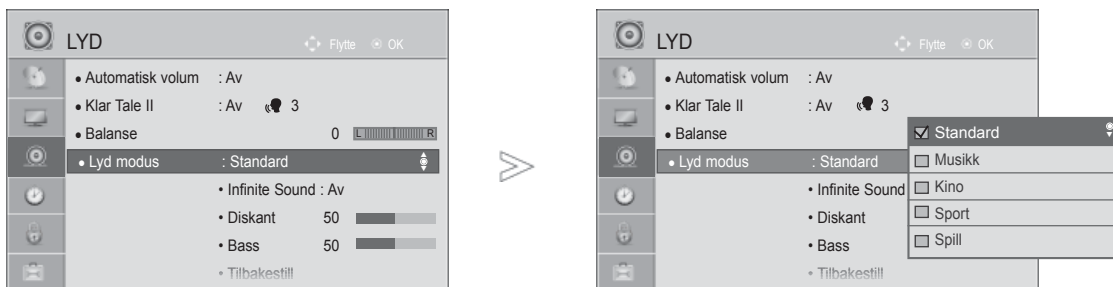 LYD
Flytte OK
• Automatisk volum : Av
• Klar Tale II : Av 3
• Balanse 0 L R
• Lyd modus : Standard
• Infinite Sound : Av
• Diskant 50
• Bass 50
• Tilbakestill
LYD
Flytte OK
• Automatisk volum : Av
• Klar Tale II : Av 3
• Balanse
• Lyd modus : Standard
• Infinite Sound
• Diskant
• Bass
• Tilbakestill
Standard
Musikk
Kino
Sport
Spill